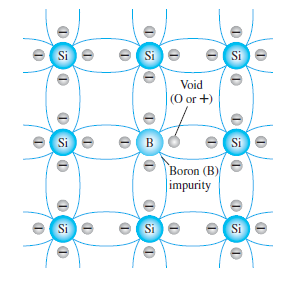 Si Si Si
Void
(O or +)
Si B Si
Boron (B)
impurity
Si Si Si